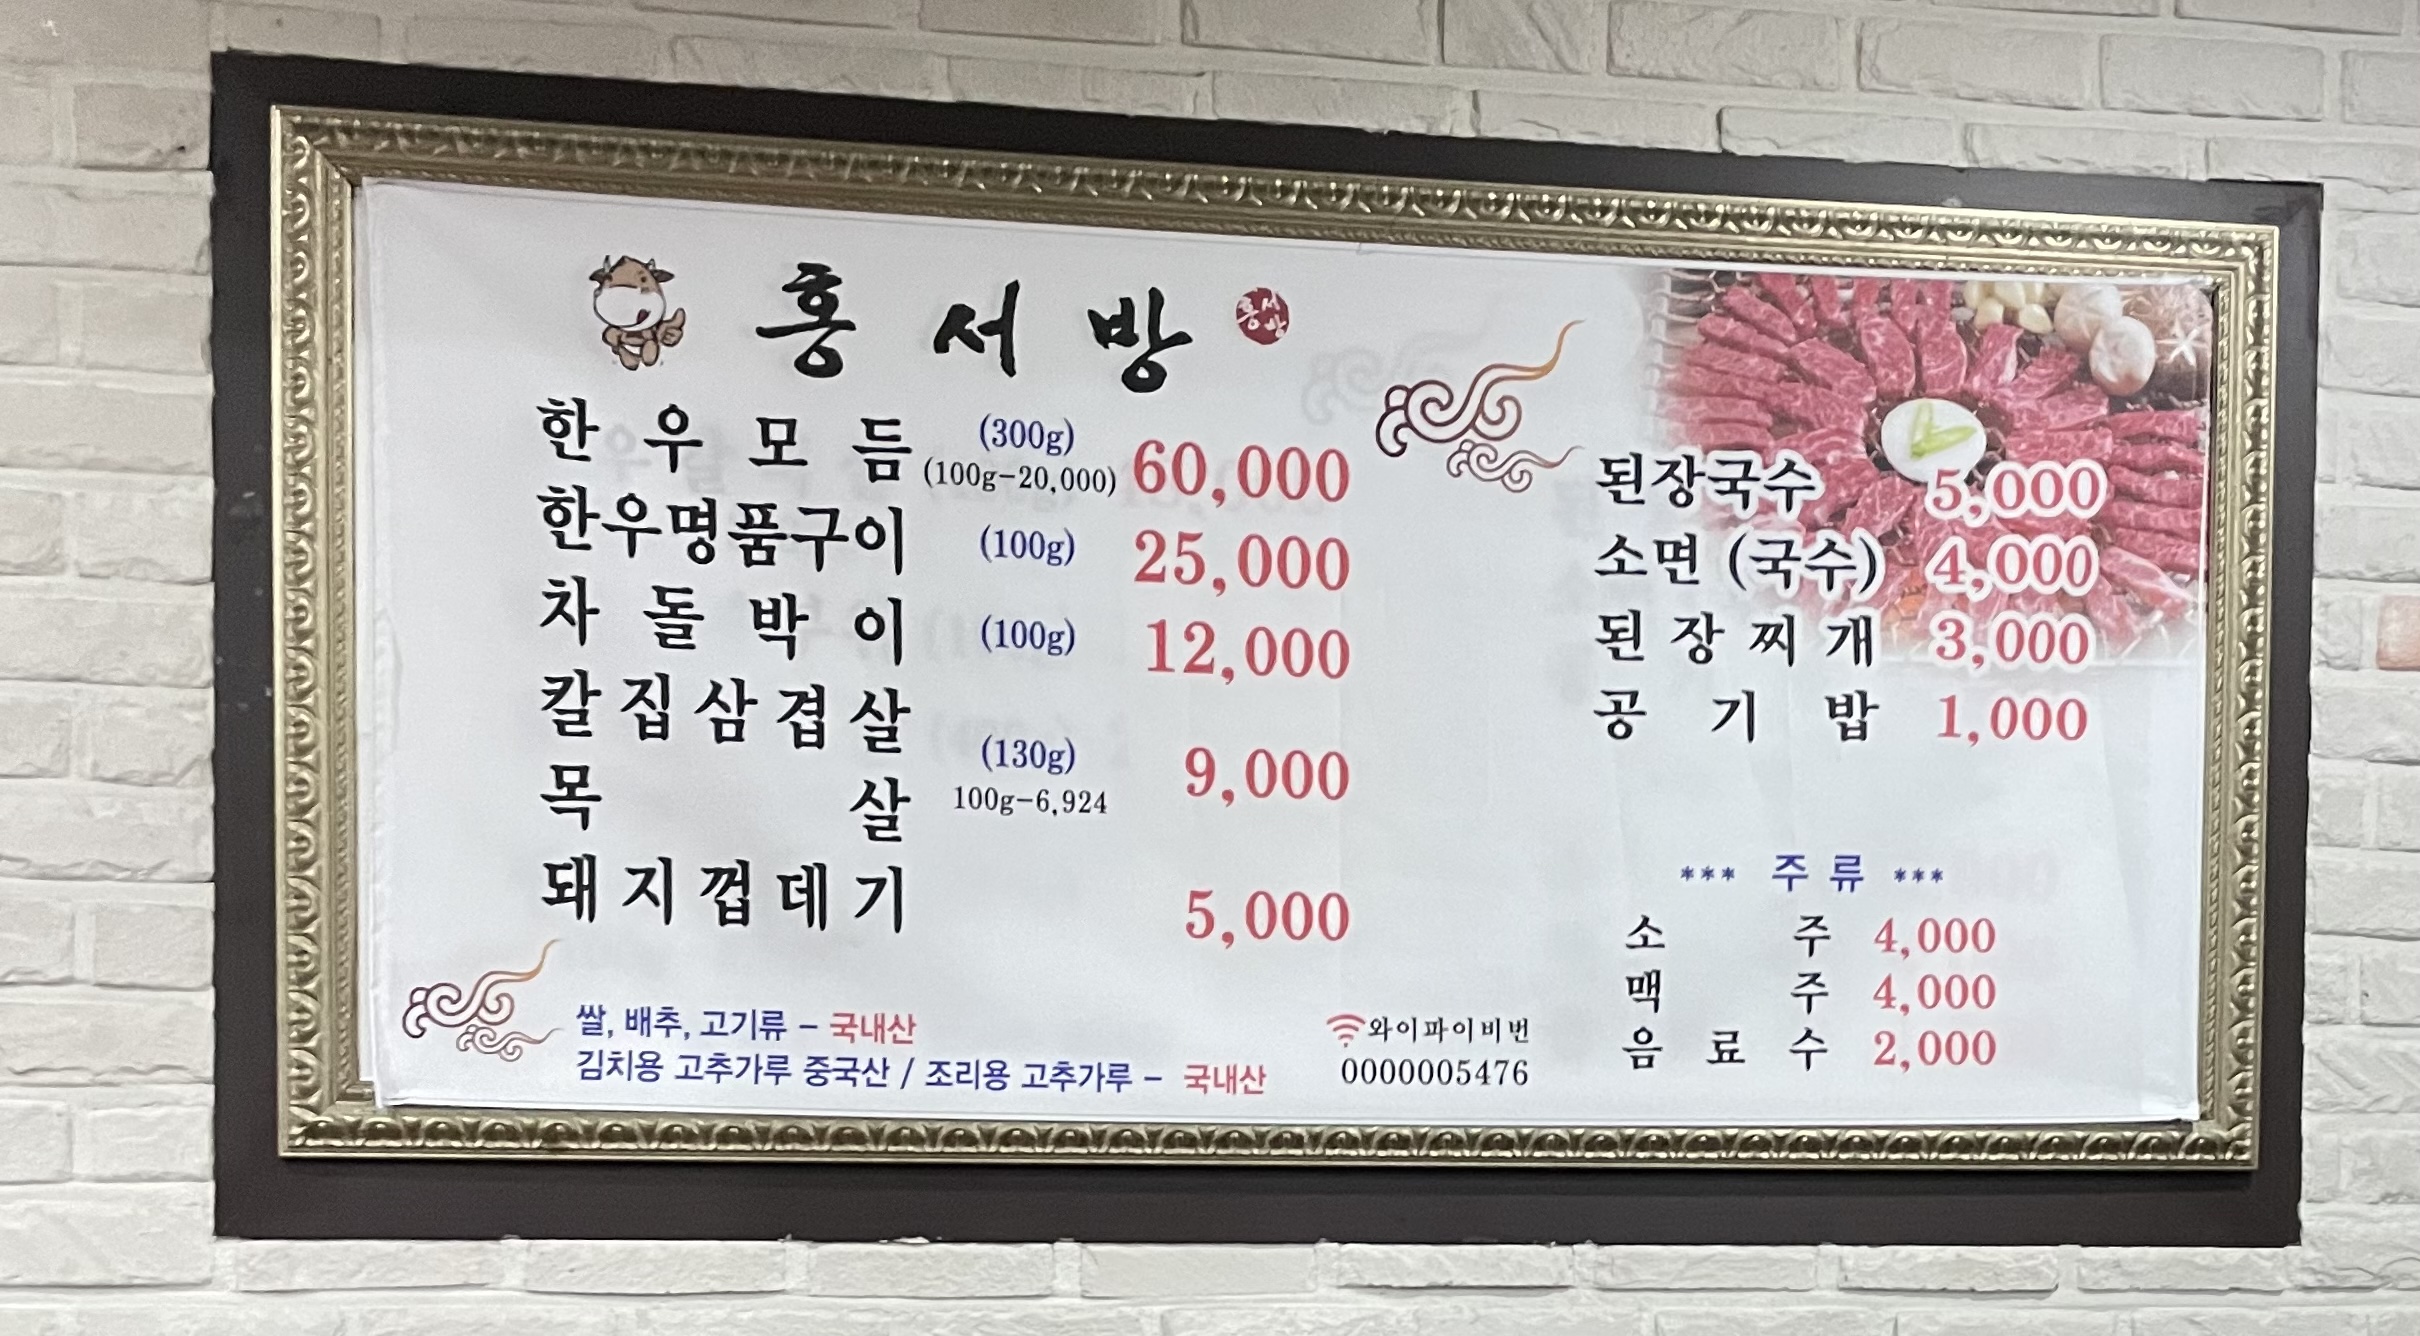 홍서방 홍서방
한우모듬 (300g) (100g-20,000) 60,000
한우명품구이 (100g) 25,000
차돌박이 (100g) 12,000
칼집삼겹살
목살 (130g) 100g-6,924 9,000
돼지껍데기 5,000
쌀, 배추, 고기류 - 국내산
김치용 고추가루 중국산 / 조리용 고추가루 - 국내산
와이파이비번
0000005476
된장국수 5,000
소면 (국수) 4,000
된장찌개 3,000
공기밥 1,000
*** 주류 ***
소주 4,000
맥주 4,000
음료수 2,000